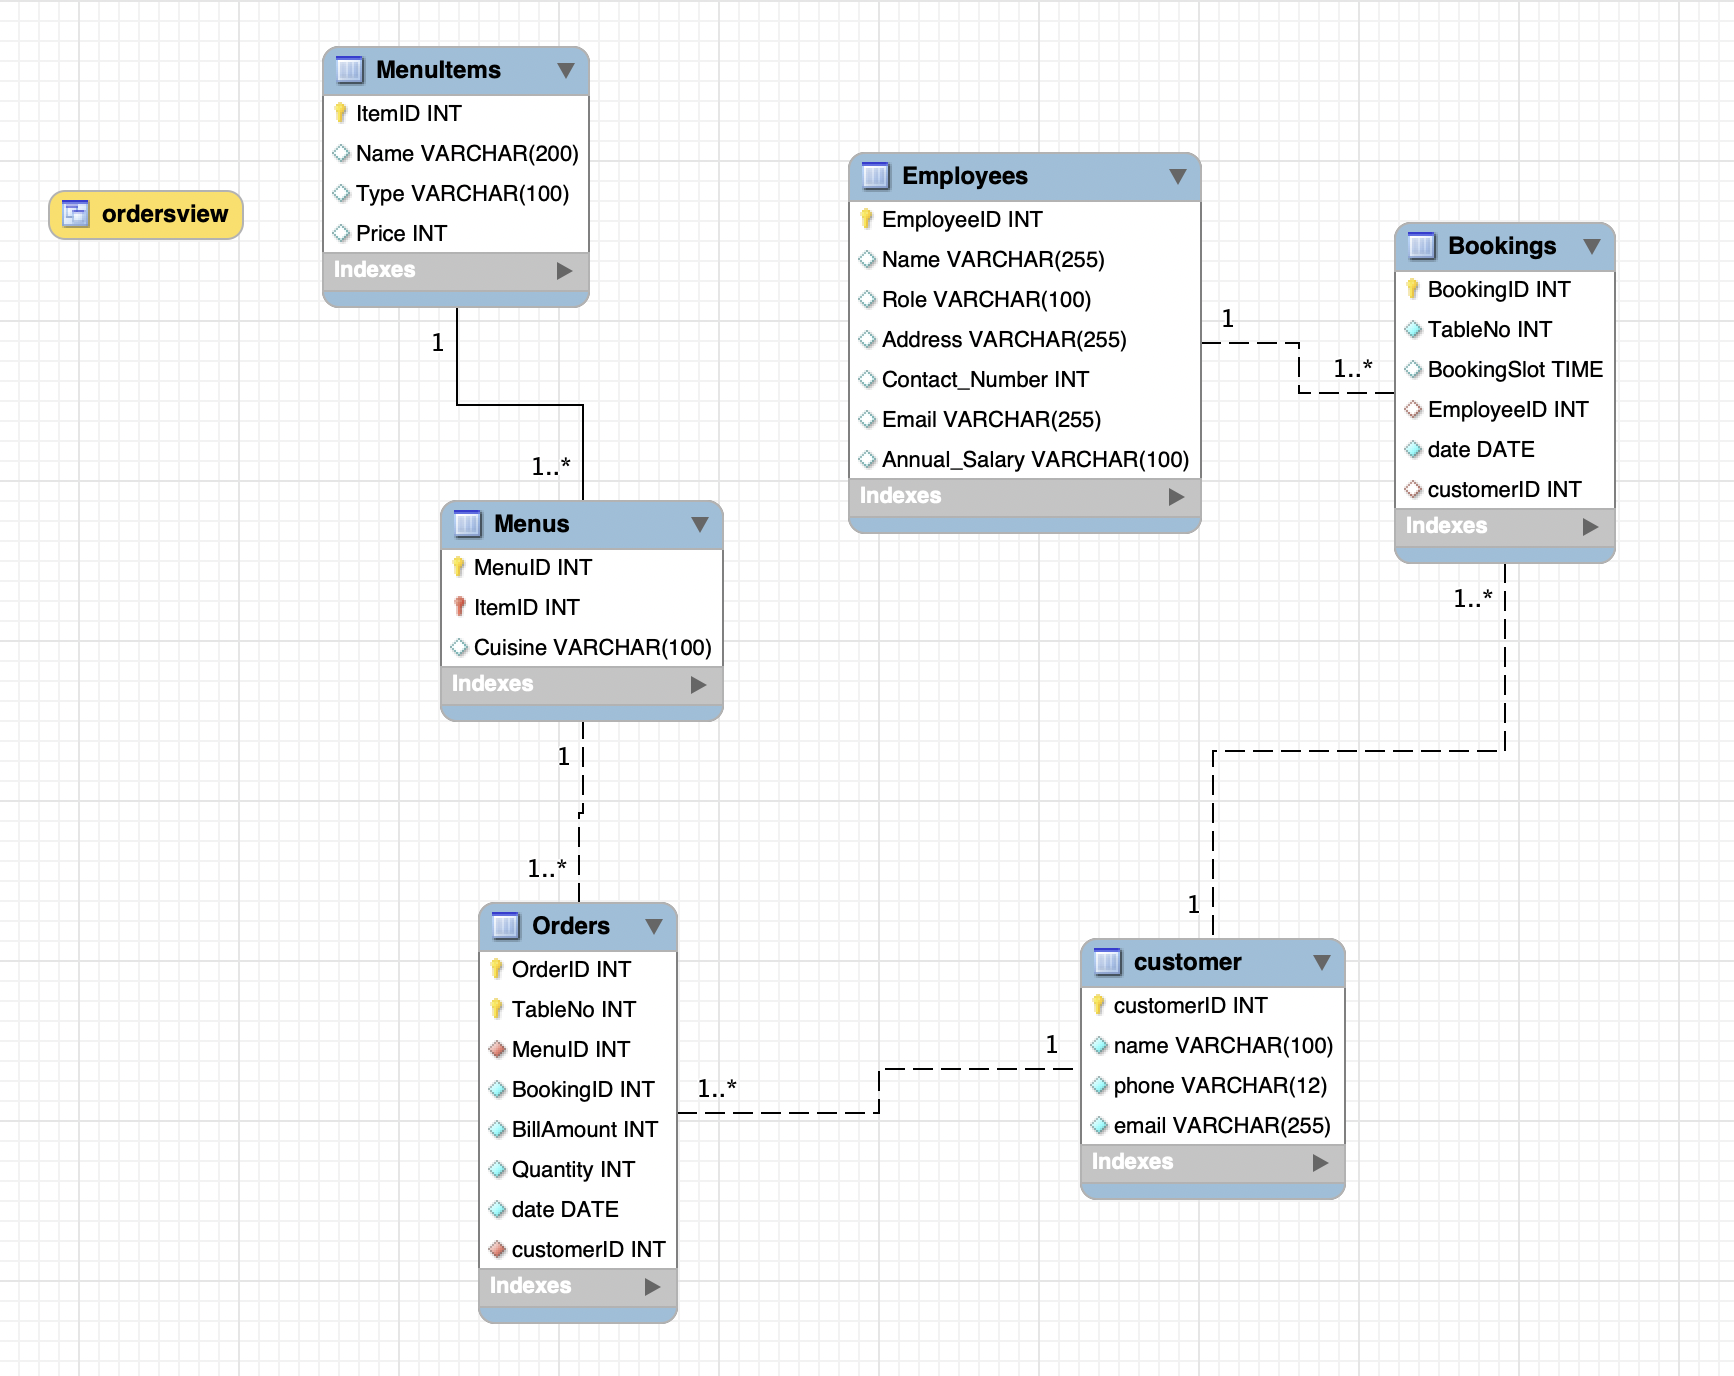 MenuItems
ItemID INT
Name VARCHAR(200)
Type VARCHAR(100)
Price INT
Indexes
ordersview
Employees
EmployeeID INT
Name VARCHAR(255)
Role VARCHAR(100)
Address VARCHAR(255)
Contact_Number INT
Email VARCHAR(255)
Annual_Salary VARCHAR(100)
Indexes
Bookings
BookingID INT
TableNo INT
BookingSlot TIME
EmployeeID INT
date DATE
customerID INT
Indexes
1
1..*
1
1..*
Menus
MenuID INT
ItemID INT
Cuisine VARCHAR(100)
Indexes
1..*
1
1
1..*
Orders
OrderID INT
TableNo INT
MenuID INT
BookingID INT
BillAmount INT
Quantity INT
date DATE
customerID INT
Indexes
1..*
1
customer
customerID INT
name VARCHAR(100)
phone VARCHAR(12)
email VARCHAR(255)
Indexes